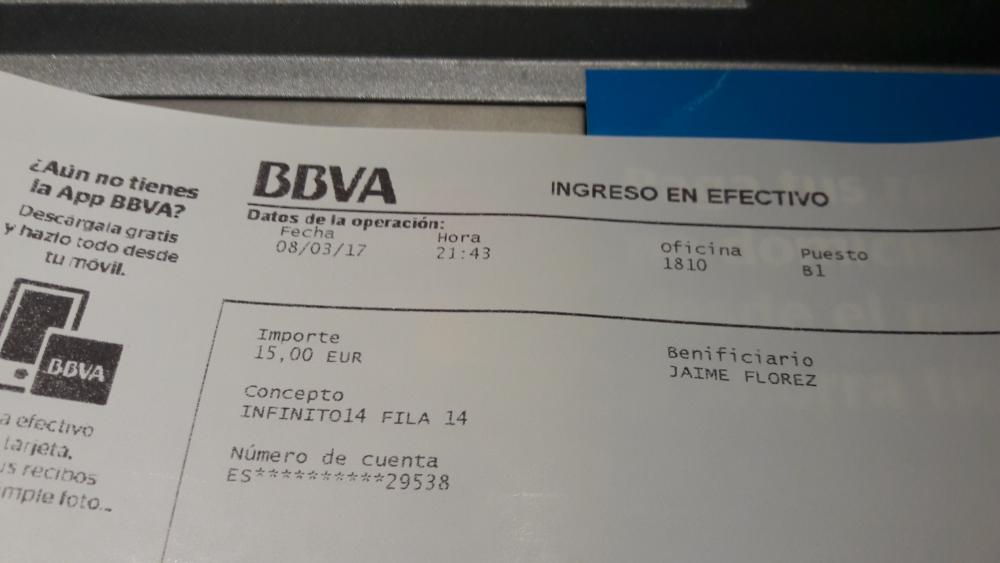 ¿Aún no tienes
la App BBVA?
Descárgala gratis
y hazlo todo desde
tu móvil.
BBVA
a efectivo
tarjeta,
us recibos
imple foto...
BBVA
INGRESO EN EFECTIVO
Datos de la operación:
Fecha Hora Oficina Puesto
08/03/17 21:43 1810 B1
Importe
15,00 EUR
Benificiario
JAIME FLOREZ
Concepto
INFINITO14 FILA 14
Número de cuenta
ES**********29538